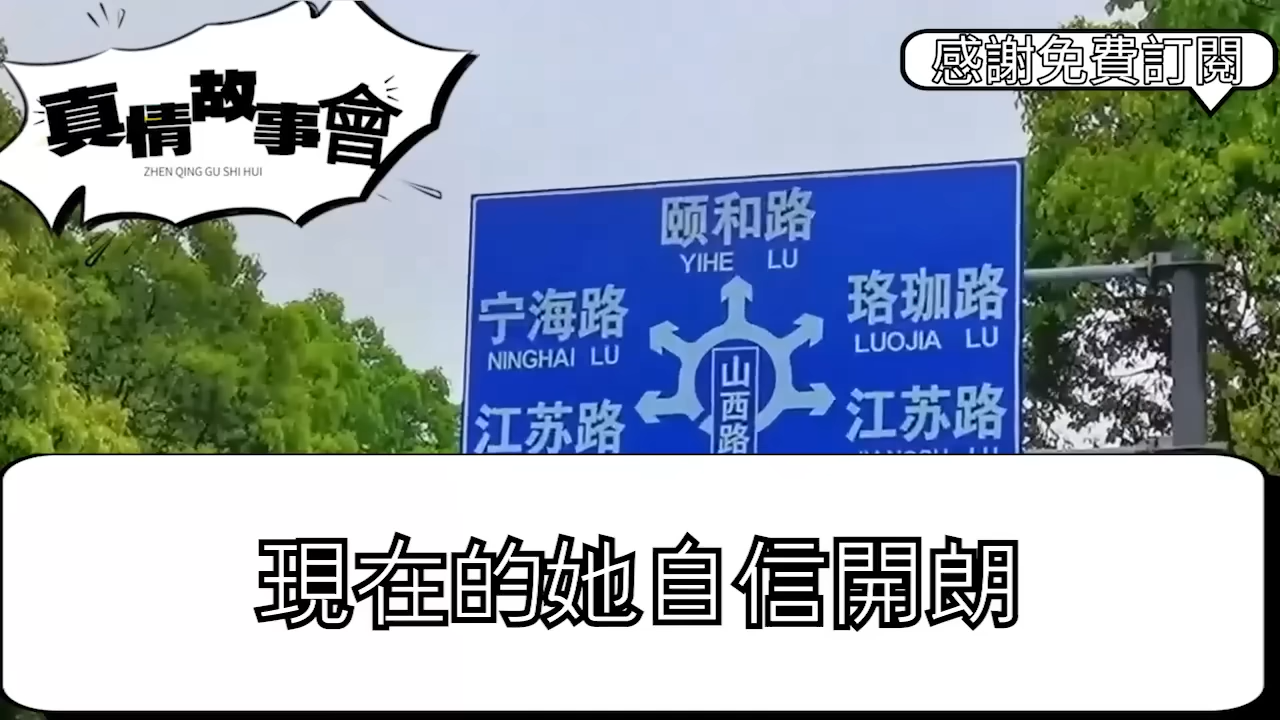 真情故事會
ZHEN QING GU SHI HUI
感謝免費訂閱
颐和路
YIHE LU
宁海路
NINGHAI LU
珞珈路
LUOJIA LU
江苏路
江苏路
山西路
現在的她自信開朗